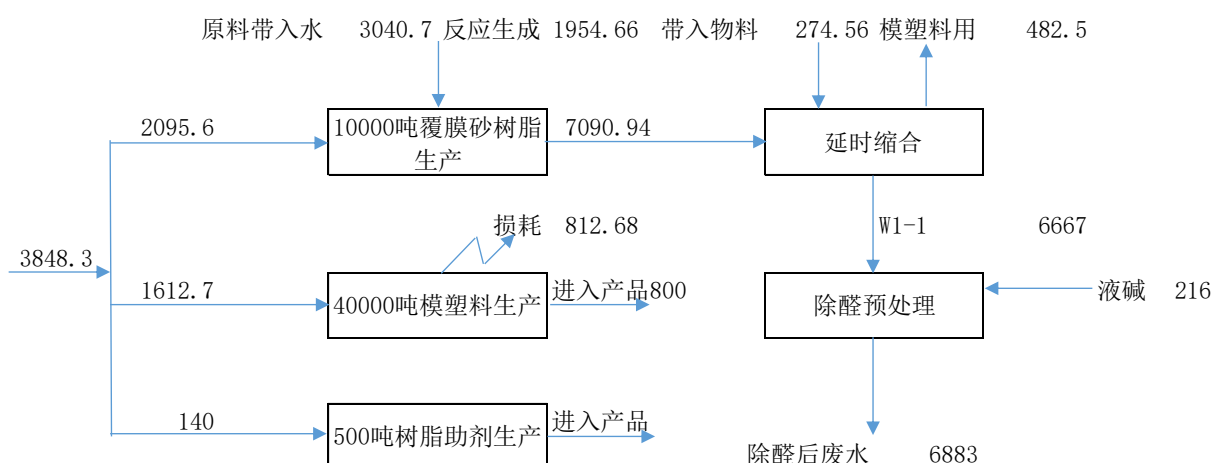 原料带入水 3040.7 反应生成 1954.66 带入物料 274.56 模塑料用 482.5
2095.6
10000吨覆膜砂树脂
生产
7090.94
延时缩合
损耗 812.68
W1-1 6667
3848.3
1612.7
40000吨模塑料生产
进入产品800
除醛预处理
液碱 216
140
500吨树脂助剂生产
进入产品
除醛后废水 6883